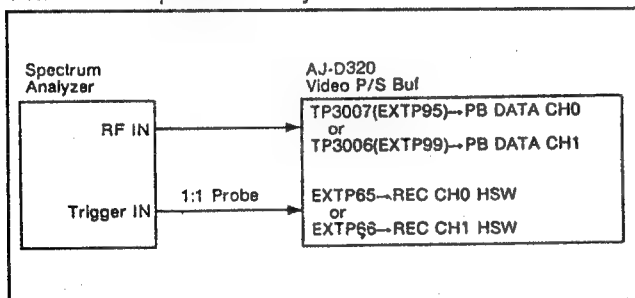 Spectrum
Analyzer
RF IN
Trigger IN
1:1 Probe
AJ-D320
Video P/S Buf
TP3007(EXTP95)→PB DATA CH0
or
TP3006(EXTP99)→PB DATA CH1
EXTP65→REC CH0 HSW
or
EXTP66→REC CH1 HSW